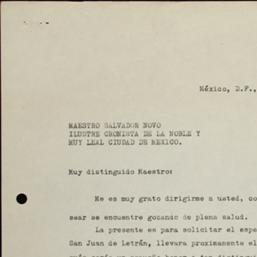 México, D.F.,
MAESTRO SALVADOR NOVO
ILUSTRE CRONISTA DE LA NOBLE Y
MUY LEAL CIUDAD DE MEXICO.
Muy distinguido Maestro:
Me es muy grato dirigirme a usted, co
sear se encuentre gozando de plena salud.
La presente es para solicitar el espe
San Juan de Letrán, llevara proximamente el